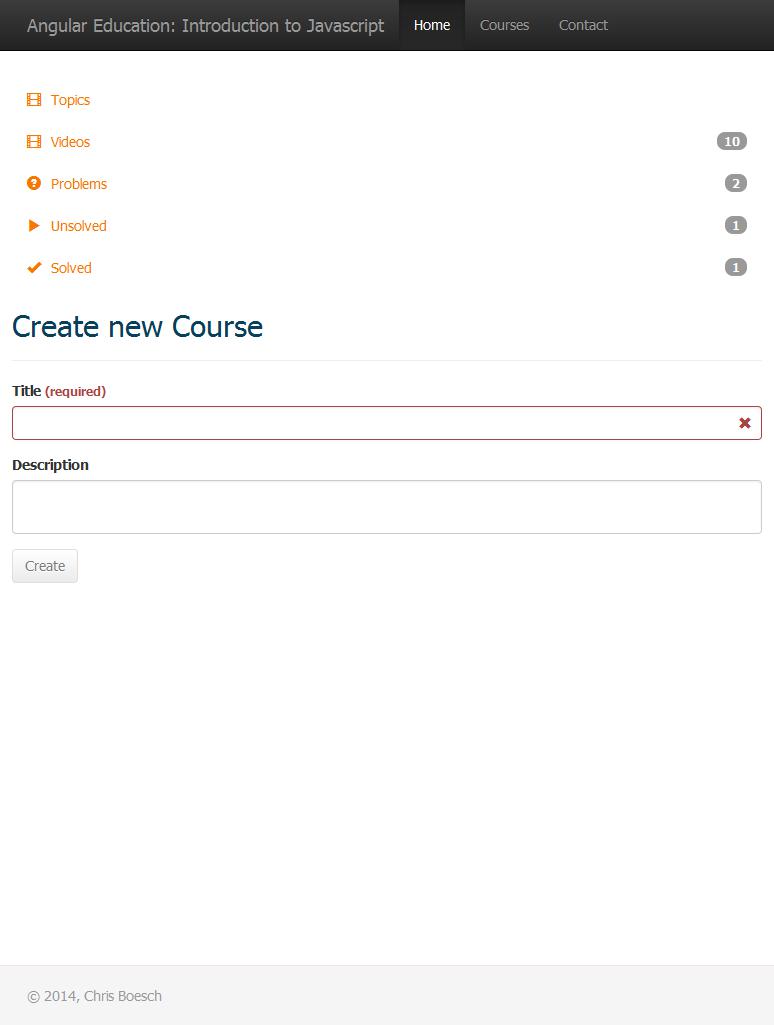 Angular Education: Introduction to Javascript Home Courses Contact
Topics
Videos 10
Problems 2
Unsolved 1
Solved 1
Create new Course
Title (required)
Description
Create
© 2014, Chris Boesch